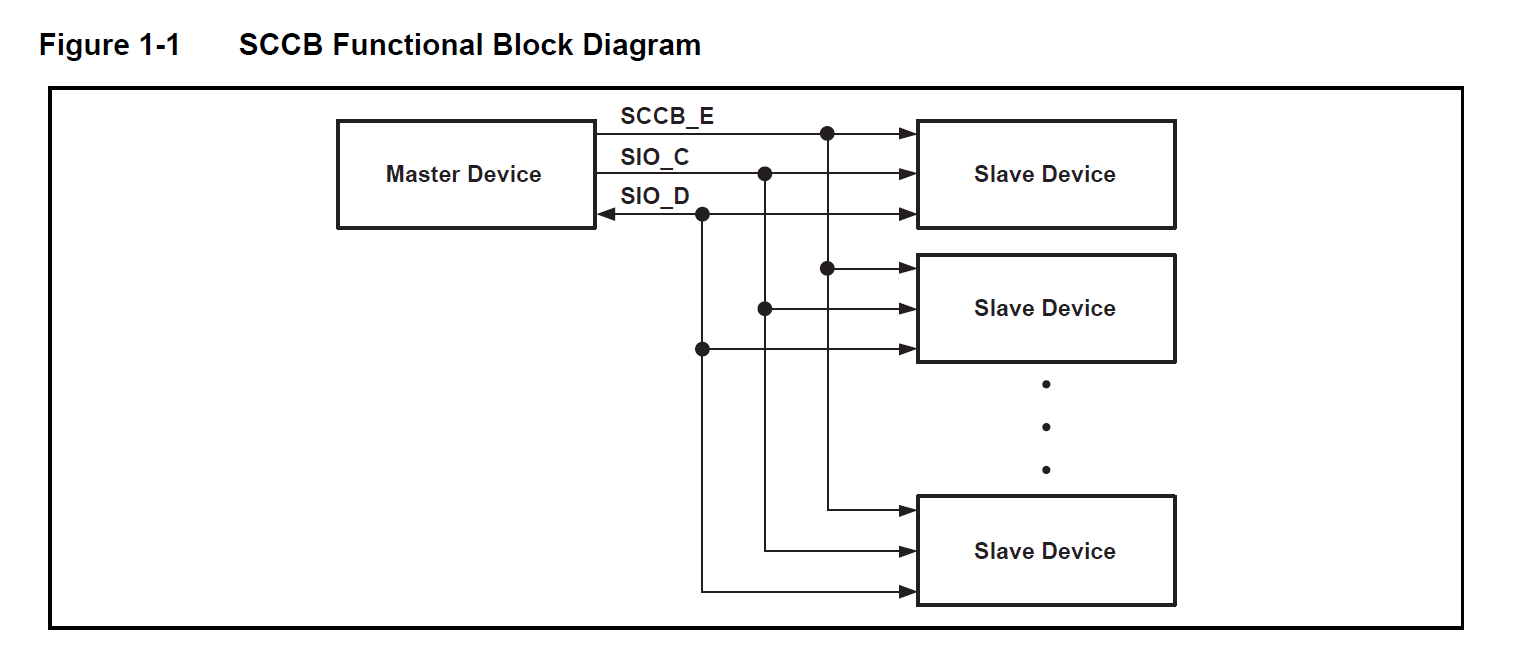 Figure 1-1 SCCB Functional Block Diagram
SCCB_E
SIO_C
Master Device
Slave Device
SIO_D
Slave Device
Slave Device